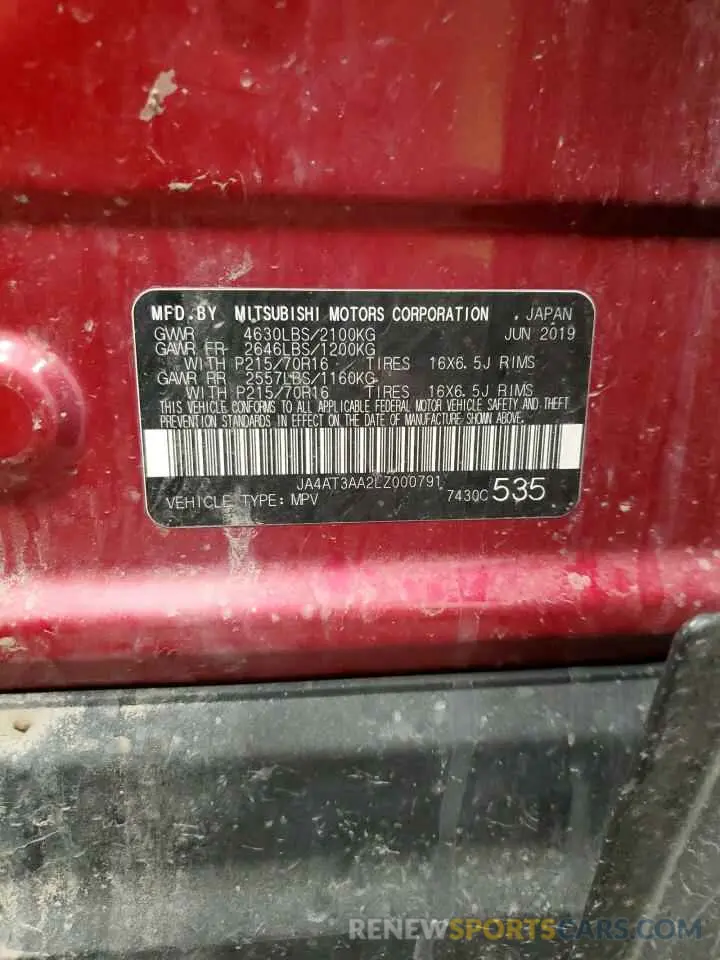 MFD.BY MITSUBISHI MOTORS CORPORATION , JAPAN
GVWR 4630LBS/2100KG JUN 2019
GAWR FR 2646LBS/1200KG
WITH P215/70R16 TIRES 16X6.5J RIMS
GAWR RR 2557LBS/1160KG
WITH P215/70R16 TIRES 16X6.5J RIMS
THIS VEHICLE CONFORMS TO ALL APPLICABLE FEDERAL MOTOR VEHICLE SAFETY AND THEFT
PREVENTION STANDARDS IN EFFECT ON THE DATE OF MANUFACTURE SHOWN ABOVE.
JA4AT3AA2LZ000791
VEHICLE TYPE: MPV 7430C 535
RENEWSPORTSCARS.COM